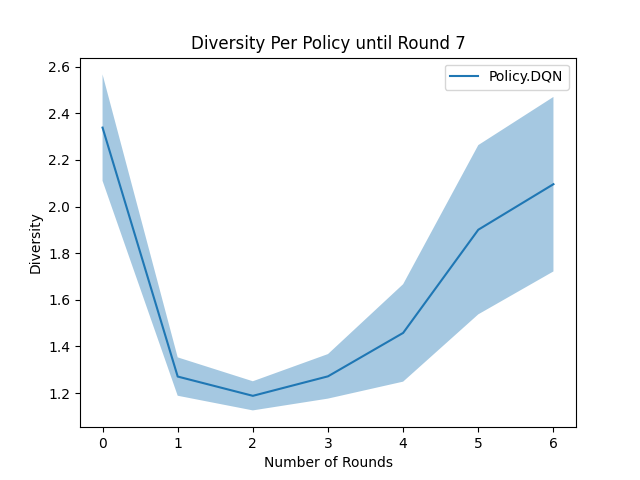 Diversity Per Policy until Round 7
Policy.DQN
2.6
2.4
2.2
2.0
1.8
1.6
1.4
1.2
Diversity
0 1 2 3 4 5 6
Number of Rounds